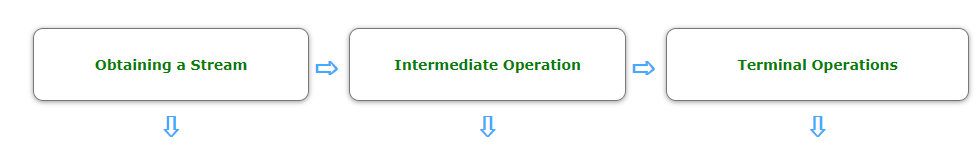 Obtaining a Stream
Intermediate Operation
Terminal Operations